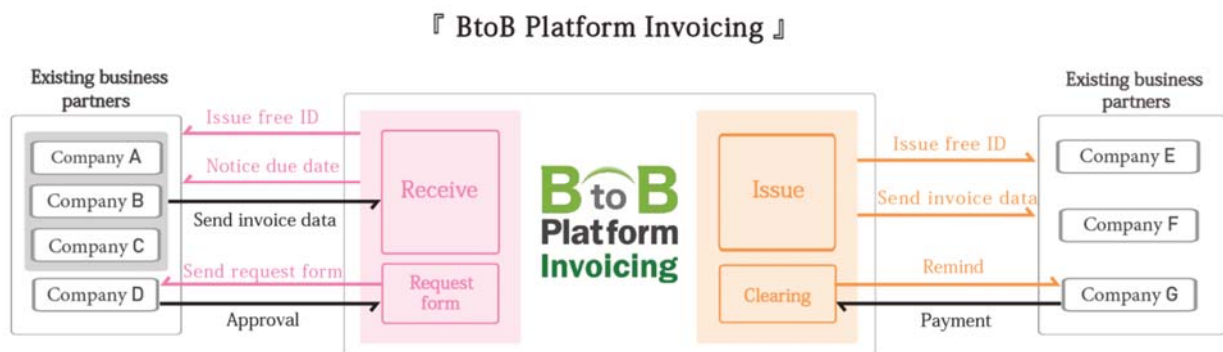 『 BtoB Platform Invoicing 』
Existing business
partners
Company A
Company B
Company C
Company D
Issue free ID
Notice due date
Send invoice data
Send request form
Approval
Receive
Request
form
B to B
Platform
Invoicing
Issue
Clearing
Issue free ID
Send invoice data
Remind
Payment
Existing business
partners
Company E
Company F
Company G